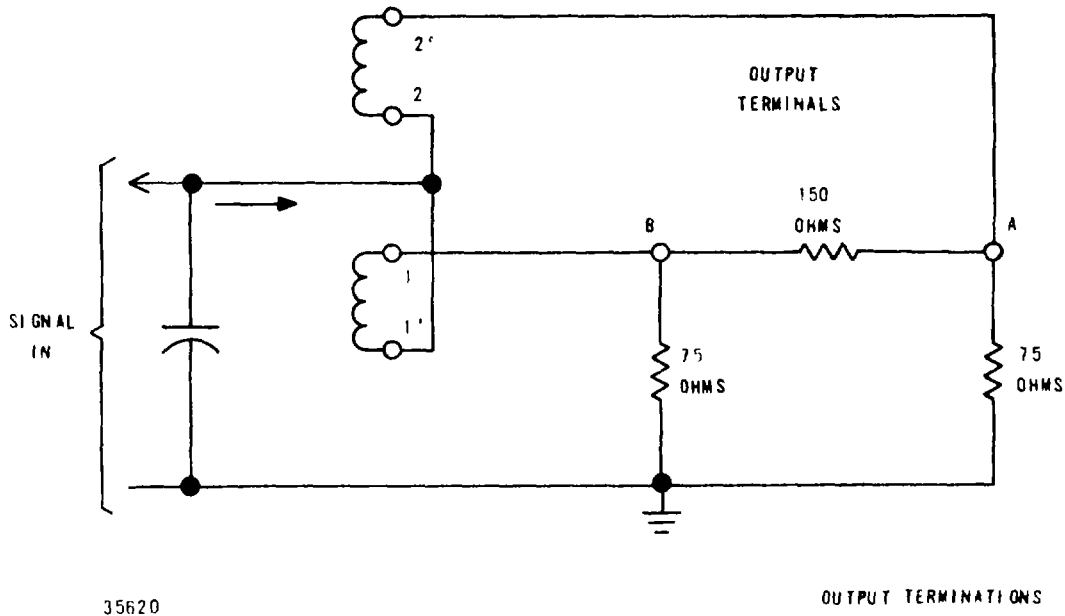 2'
2
OUTPUT
TERMINALS
150
OHMS
B
A
1
1'
SIGNAL
IN
75
OHMS
75
OHMS
35620
OUTPUT TERMINATIONS